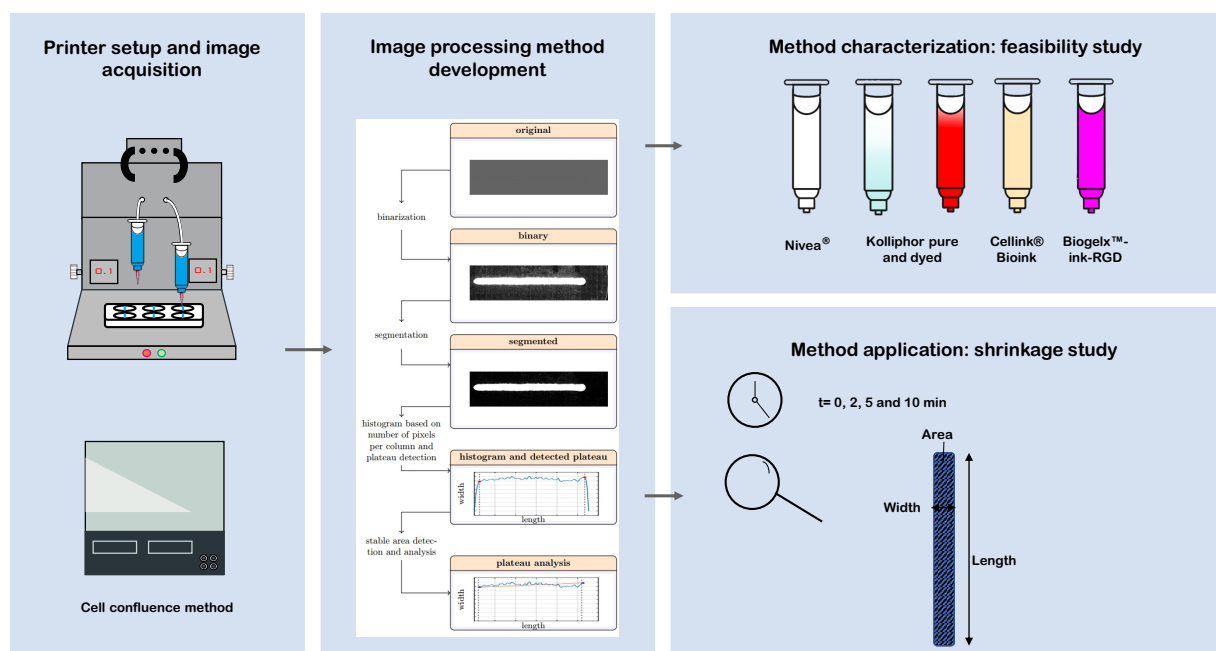 Printer setup and image
acquisition
0.1
0.1
Cell confluence method
Image processing method
development
original
binarization
binary
segmentation
segmented
histogram based on
number of pixels
per column and
plateau detection
histogram and detected plateau
width
length
stable area detec-
tion and analysis
plateau analysis
width
length
Method characterization: feasibility study
Nivea®
Kolliphor pure
and dyed
Cellink®
Bioink
Biogelx™-
ink-RGD
Method application: shrinkage study
t= 0, 2, 5 and 10 min
Area
Width
Length